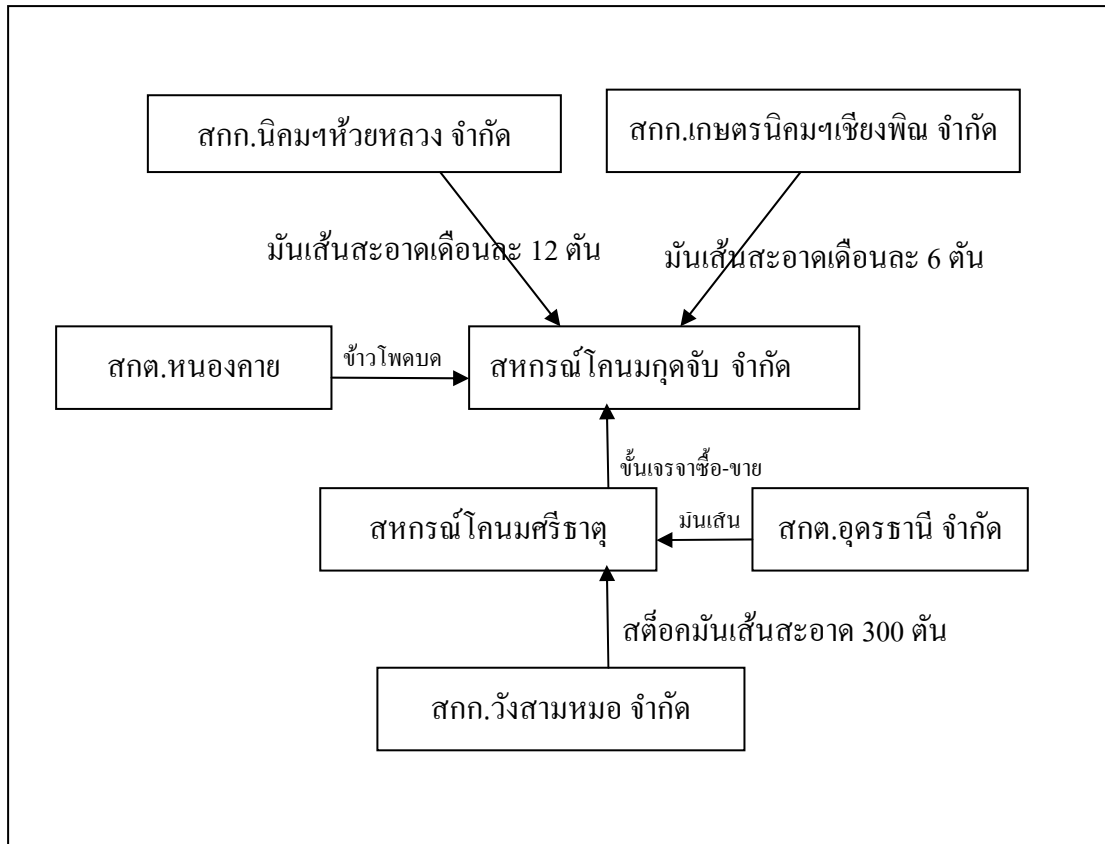 สกก.นิคมฯห้วยหลวง จำกัด
สกก.เกษตรนิคมฯเชียงพิณ จำกัด
มันเส้นสะอาดเดือนละ 12 ตัน
มันเส้นสะอาดเดือนละ 6 ตัน
สกต.หนองคาย
ข้าวโพดบด
สหกรณ์โคนมกุดจับ จำกัด
ขั้นเจรจาซื้อ-ขาย
สหกรณ์โคนมศรีธาตุ
มันเส้น
สกต.อุดรธานี จำกัด
สต็อคมันเส้นสะอาด 300 ตัน
สกก.วังสามหมอ จำกัด